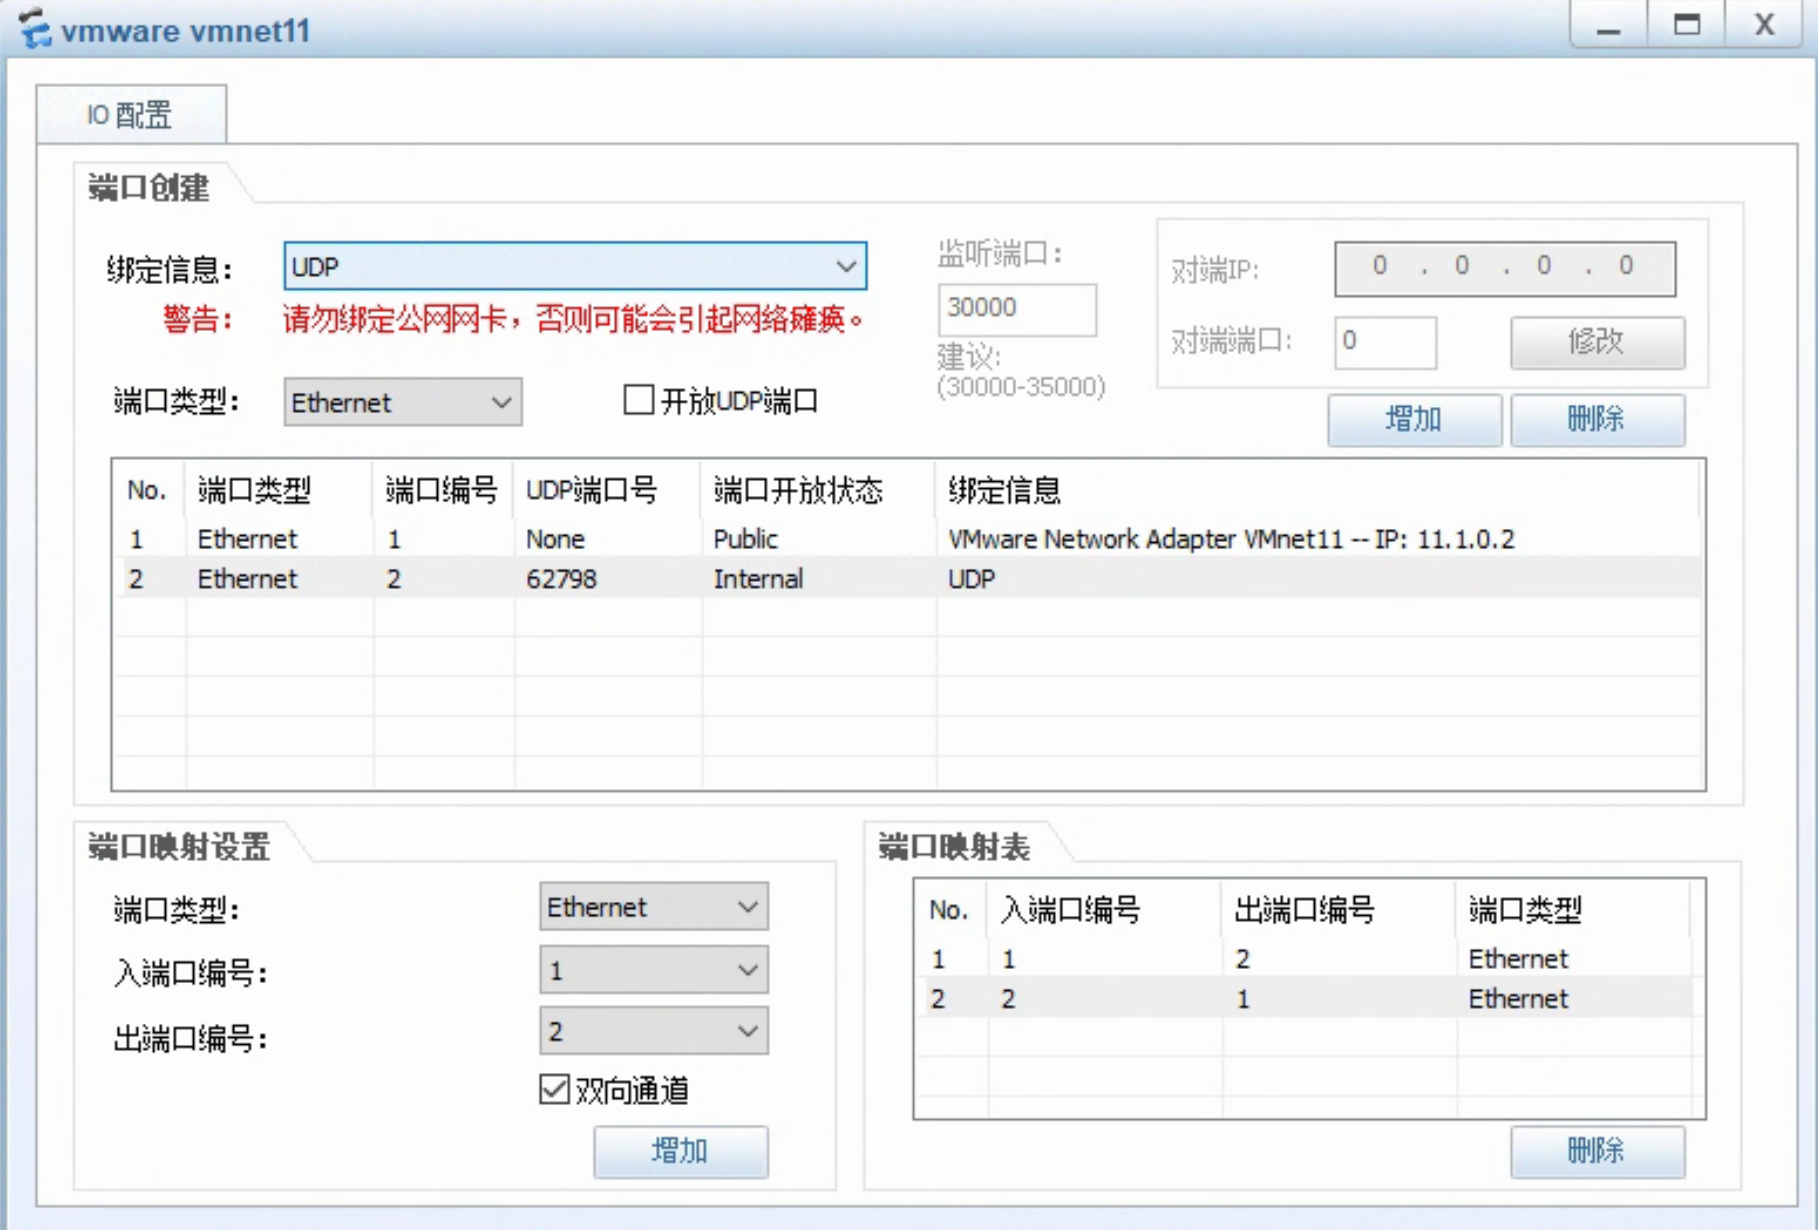 vmware vmnet11
X
IO 配置
端口创建
绑定信息： UDP
警告： 请勿绑定公网网卡，否则可能会引起网络瘫痪。
端口类型： Ethernet 开放UDP端口
监听端口：
30000
建议:
(30000-35000)
对端IP: 0 . 0 . 0 . 0
对端端口: 0 修改
增加 删除
No. 端口类型 端口编号 UDP端口号 端口开放状态 绑定信息
1 Ethernet 1 None Public VMware Network Adapter VMnet11 -- IP: 11.1.0.2
2 Ethernet 2 62798 Internal UDP
端口映射设置
端口类型： Ethernet
入端口编号： 1
出端口编号： 2
双向通道
增加
端口映射表
No. 入端口编号 出端口编号 端口类型
1 1 2 Ethernet
2 2 1 Ethernet
删除